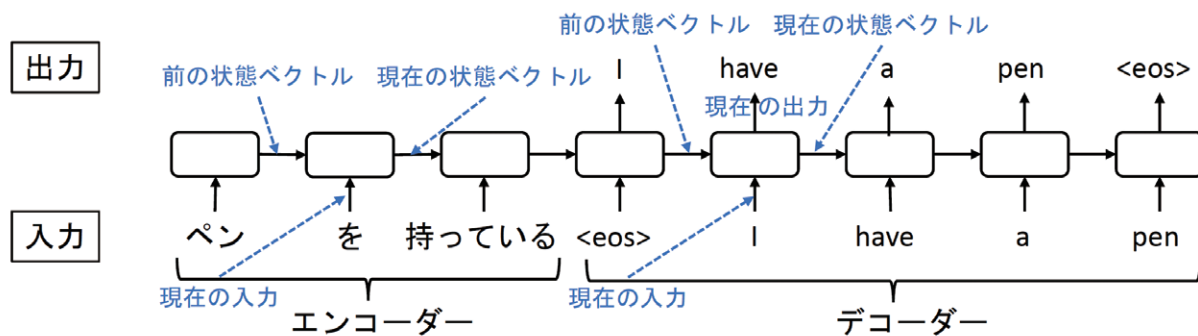 出力
前の状態ベクトル
現在の状態ベクトル
前の状態ベクトル
現在の状態ベクトル
I
have
a
pen
<eos>
現在の出力
入力
ペン
を
持っている
<eos>
I
have
a
pen
現在の入力
現在の入力
エンコーダー
デコーダー